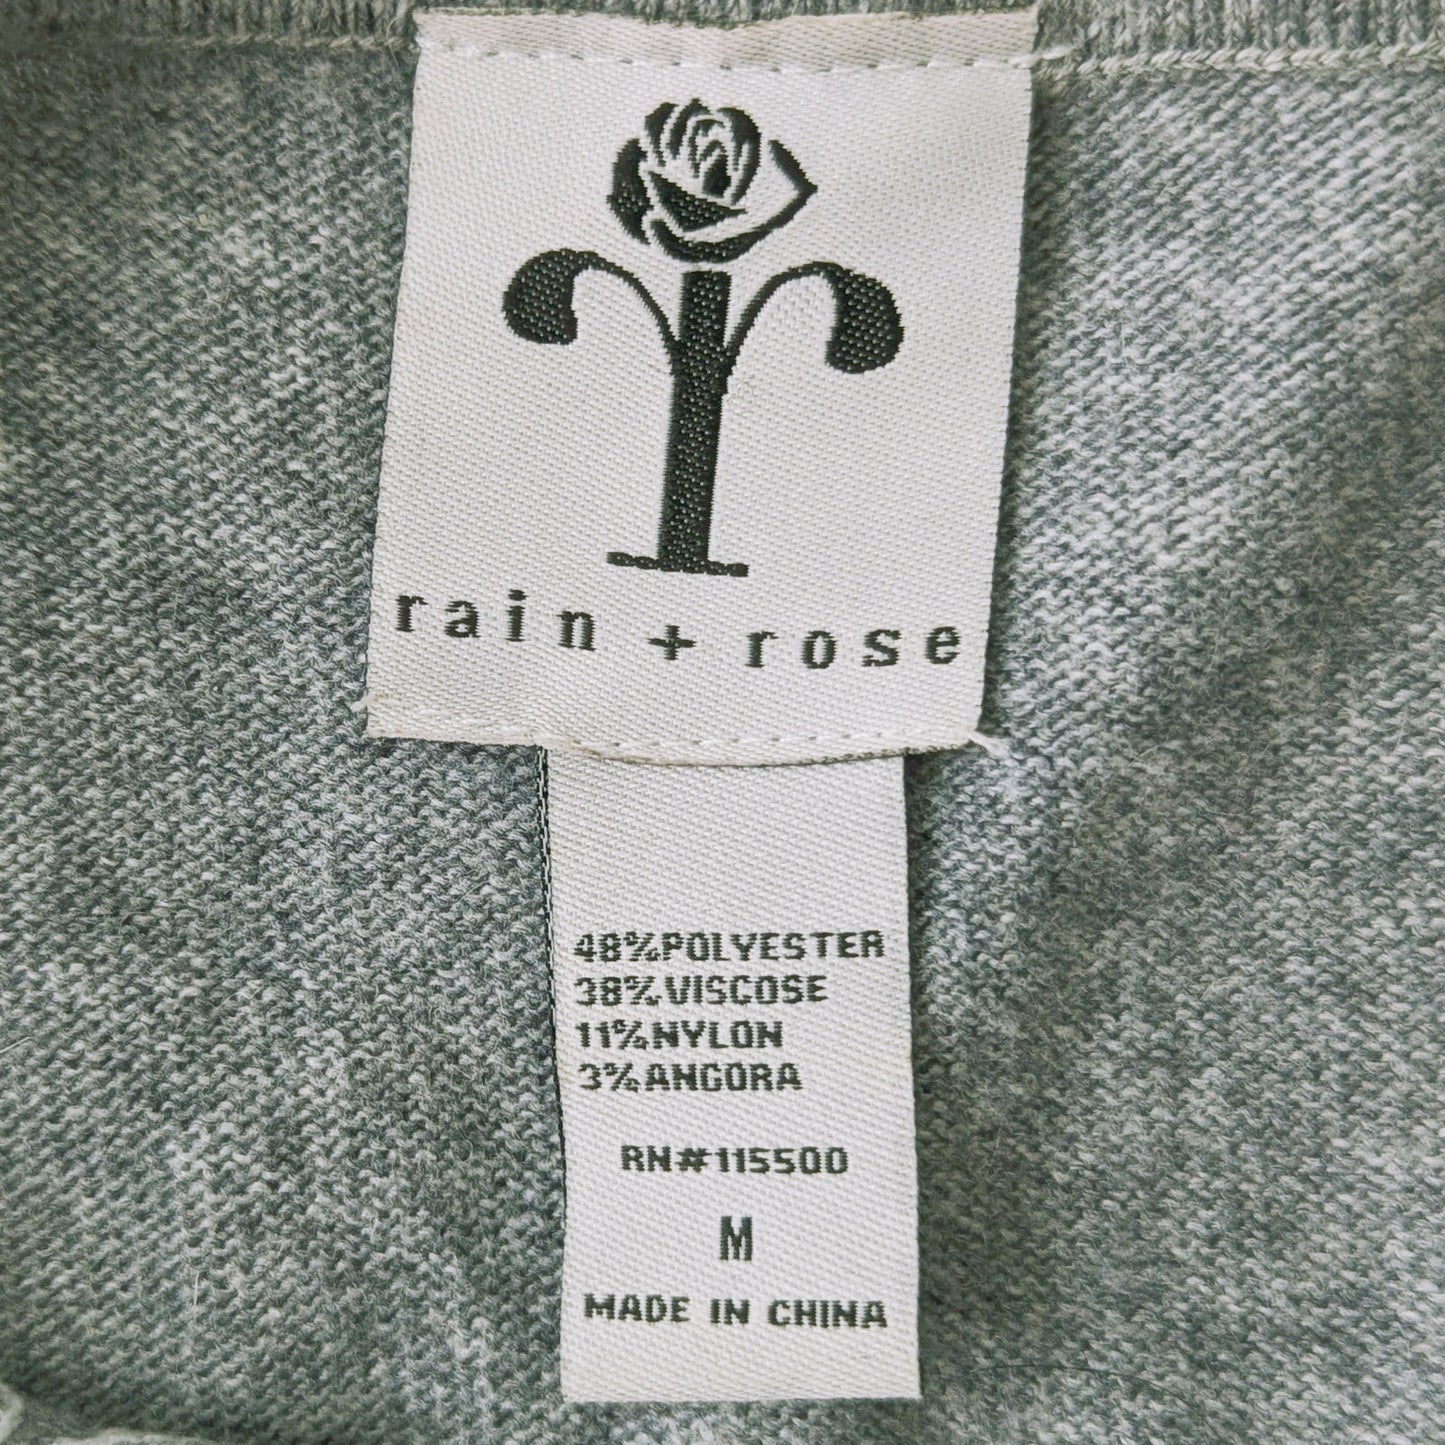 rain + rose
48%POLYESTER
38%VISCOSE
11%NYLON
3%ANGORA
RN#115500
M
MADE IN CHINA